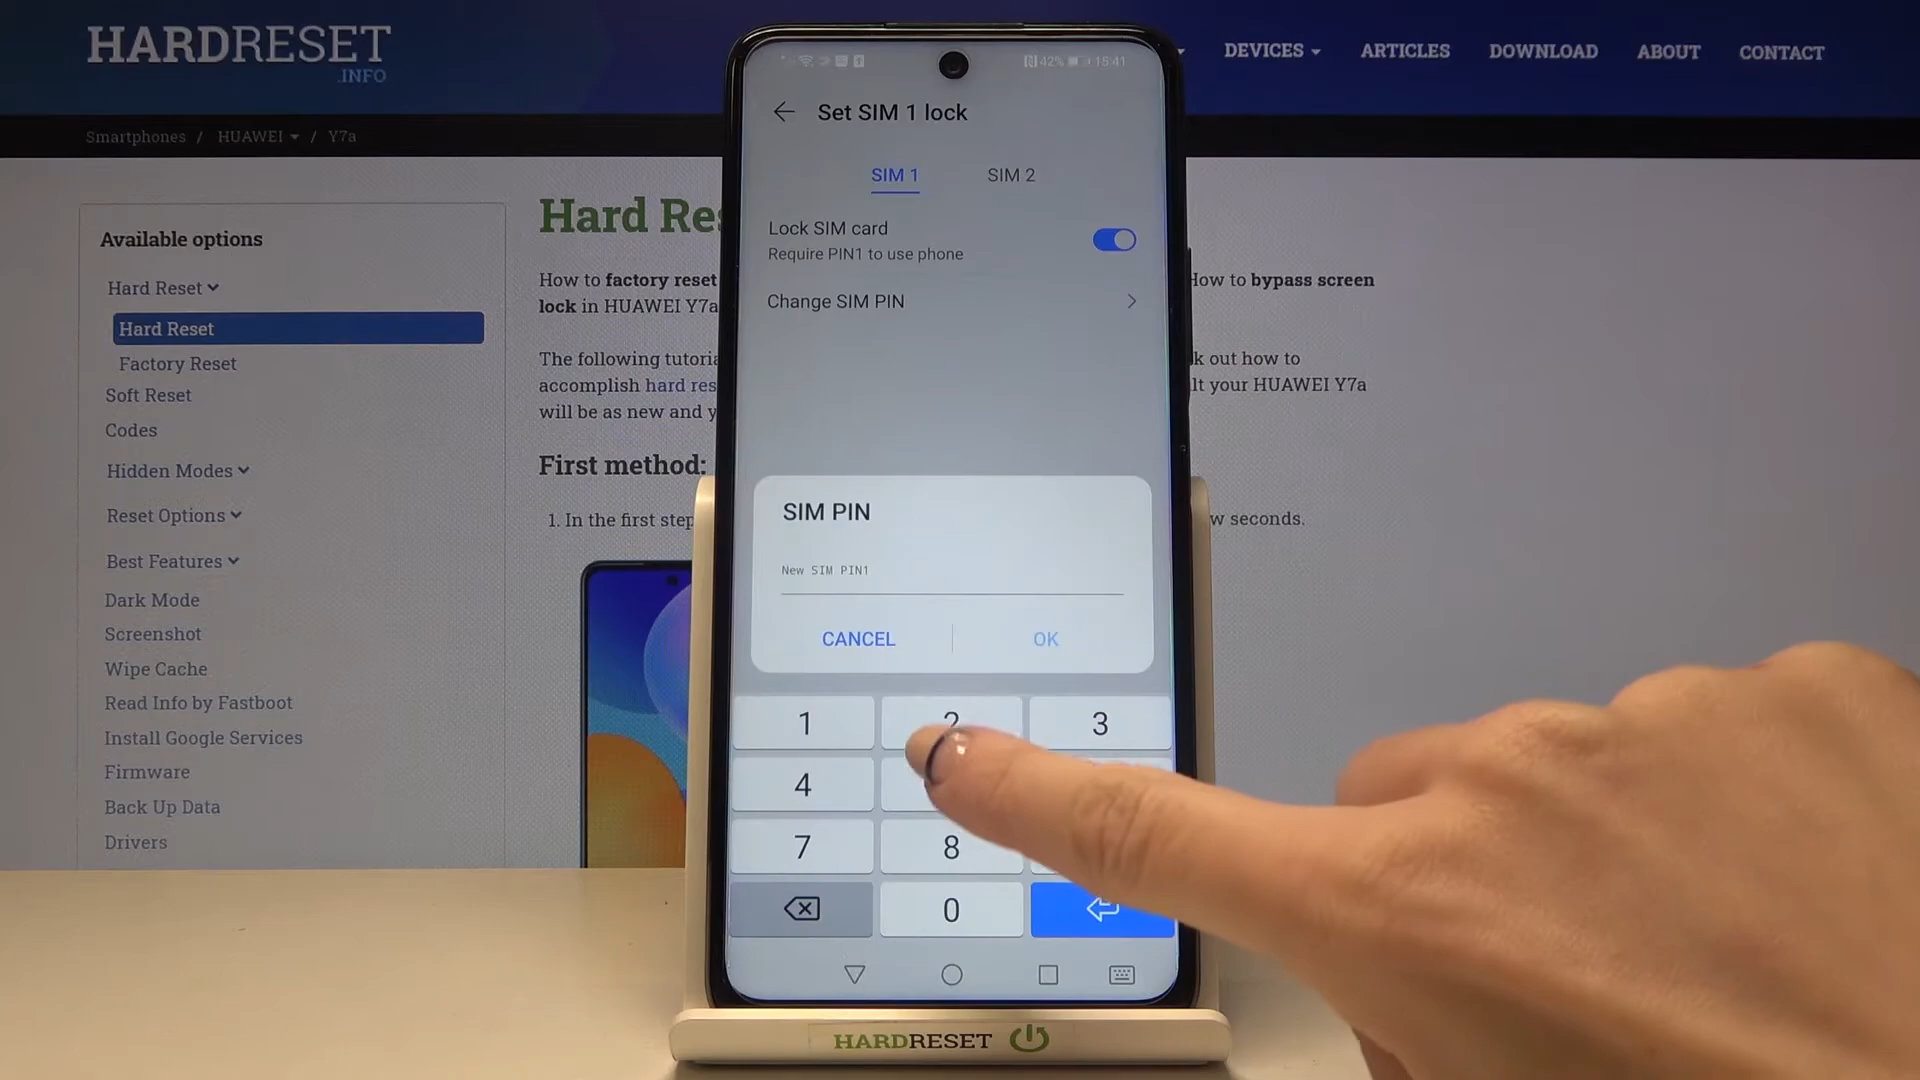 HARDRESET
.INFO
DEVICES
ARTICLES
DOWNLOAD
ABOUT
CONTACT
Smartphones / HUAWEI / Y7a
Available options
Hard Reset
Hard Reset
Factory Reset
Soft Reset
Codes
Hidden Modes
Reset Options
Best Features
Dark Mode
Screenshot
Wipe Cache
Read Info by Fastboot
Install Google Services
Firmware
Back Up Data
Drivers
Hard Res
How to factory reset
How to bypass screen
lock in HUAWEI Y7a
The following tutoria
k out how to
accomplish hard res
lt your HUAWEI Y7a
will be as new and y
First method:
1. In the first step
w seconds.
42% 15:41
Set SIM 1 lock
SIM 1 SIM 2
Lock SIM card
Require PIN1 to use phone
Change SIM PIN
SIM PIN
New SIM PIN1
CANCEL OK
1 2 3
4
7 8
0
HARDRESET